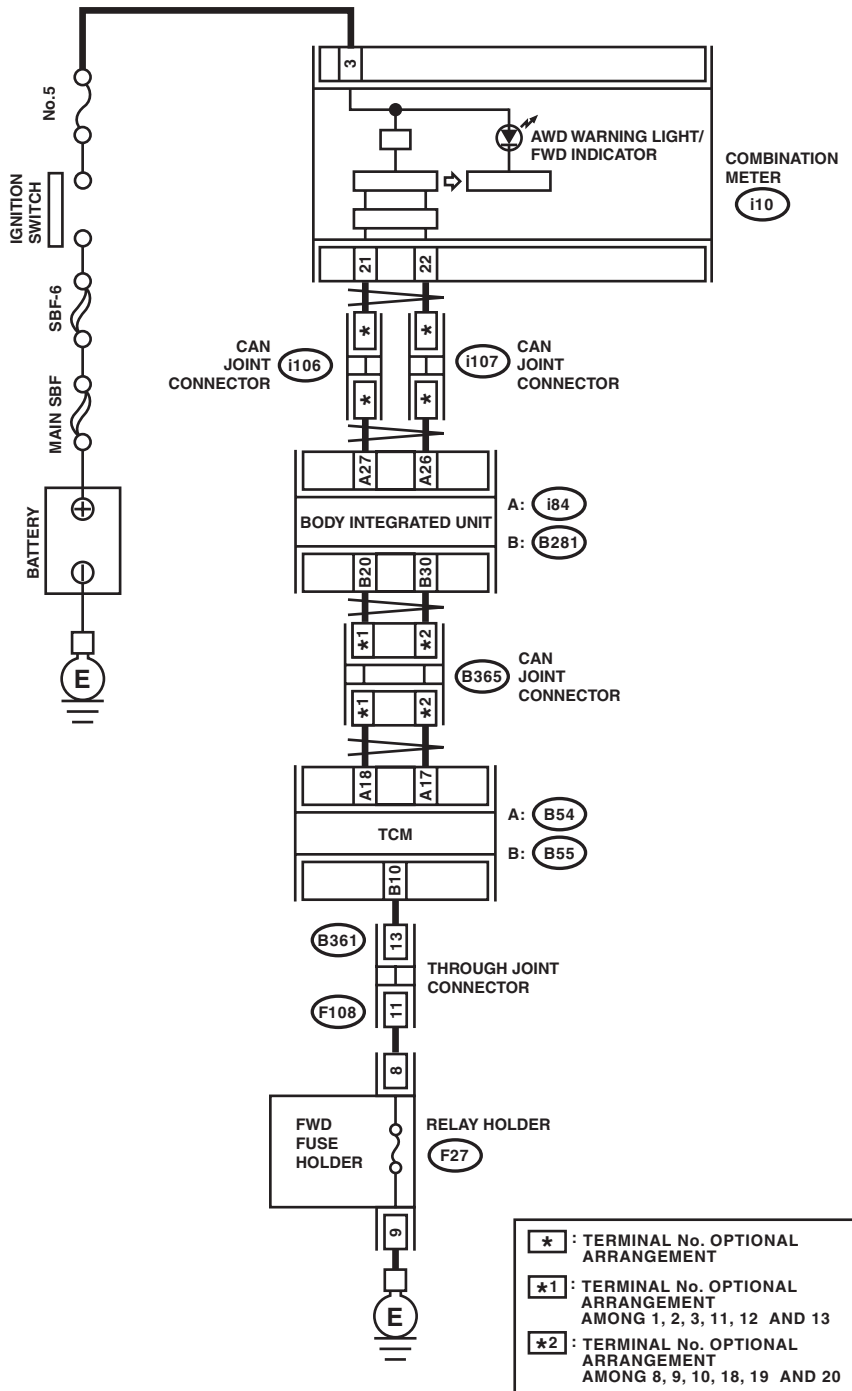 No.5
IGNITION
SWITCH
SBF-6
MAIN SBF
BATTERY
E
3
AWD WARNING LIGHT/
FWD INDICATOR
COMBINATION
METER
i10
21
22
CAN
JOINT
CONNECTOR
i106
*
*
i107
CAN
JOINT
CONNECTOR
*
*
A27
A26
BODY INTEGRATED UNIT
A: i84
B: B281
B20
B30
*1
*2
B365
CAN
JOINT
CONNECTOR
*1
*2
A18
A17
TCM
A: B54
B: B55
B10
B361
13
THROUGH JOINT
CONNECTOR
F108
11
8
FWD
FUSE
HOLDER
RELAY HOLDER
F27
9
E
* : TERMINAL No. OPTIONAL
ARRANGEMENT
*1 : TERMINAL No. OPTIONAL
ARRANGEMENT
AMONG 1, 2, 3, 11, 12 AND 13
*2 : TERMINAL No. OPTIONAL
ARRANGEMENT
AMONG 8, 9, 10, 18, 19 AND 20